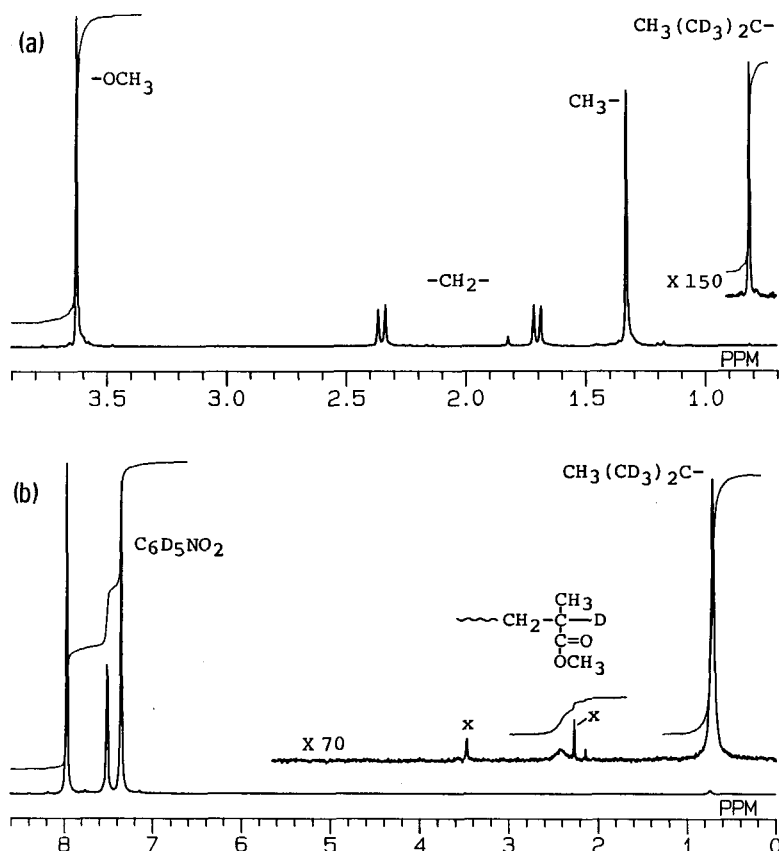 (a)
CH3(CD3)2C-
-OCH3
CH3-
-CH2-
X 150
PPM
3.5 3.0 2.5 2.0 1.5 1.0
(b)
CH3(CD3)2C-
C6D5NO2
CH3
CH2-C-D
C=O
OCH3
x
x
X 70
PPM
8 7 6 5 4 3 2 1 0